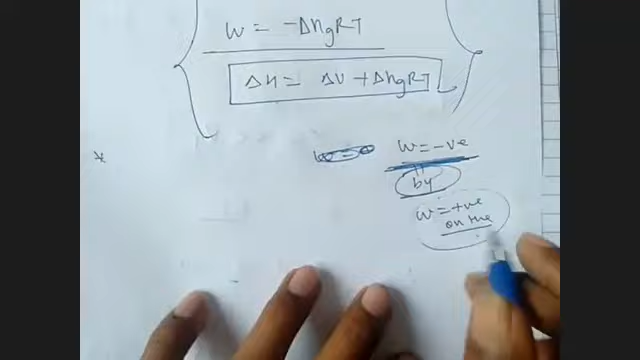 W = -ΔngRT
ΔH = ΔU + ΔngRT
*
W = -ve
by
W = +ve
on the